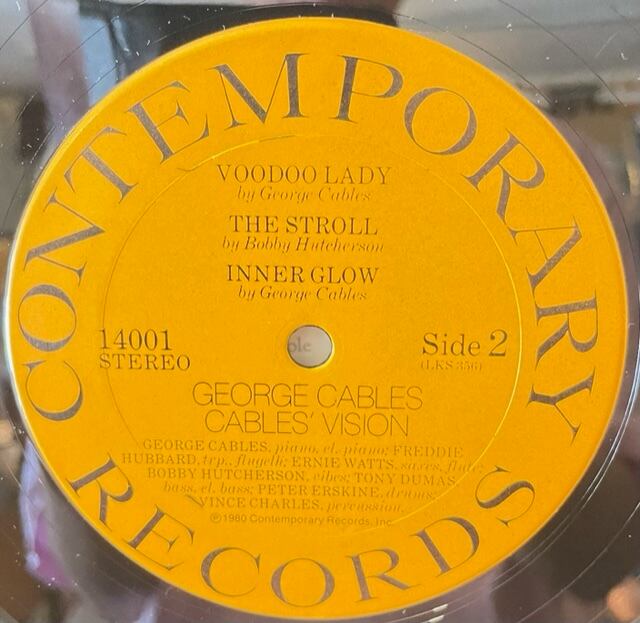 CONTEMPORARY
VOODOO LADY
by George Cables
THE STROLL
by Bobby Hutcherson
INNER GLOW
by George Cables
14001
STEREO
Side 2
(LKS 356)
GEORGE CABLES
CABLES' VISION
GEORGE CABLES, piano, el. piano; FREDDIE
HUBBARD, trp., flugelh; ERNIE WATTS, saxes, flute;
BOBBY HUTCHERSON, vibes; TONY DUMAS,
bass, el. bass; PETER ERSKINE, drums;
VINCE CHARLES, percussion.
℗1980 Contemporary Records, Inc.
RECORDS